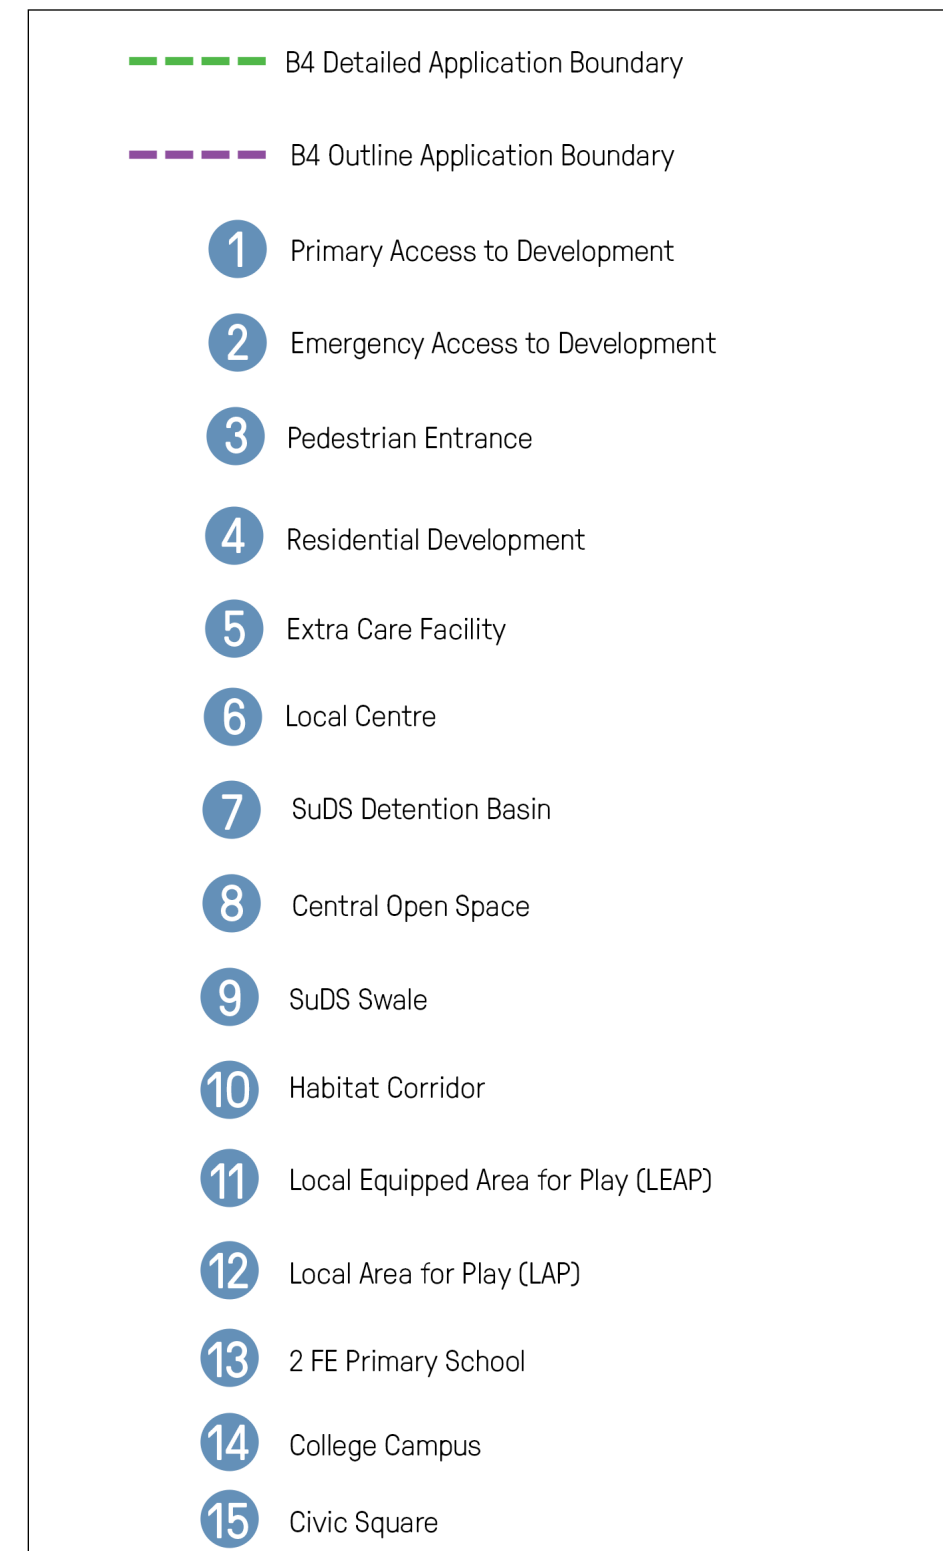 B4 Detailed Application Boundary
B4 Outline Application Boundary
1 Primary Access to Development
2 Emergency Access to Development
3 Pedestrian Entrance
4 Residential Development
5 Extra Care Facility
6 Local Centre
7 SuDS Detention Basin
8 Central Open Space
9 SuDS Swale
10 Habitat Corridor
11 Local Equipped Area for Play (LEAP)
12 Local Area for Play (LAP)
13 2 FE Primary School
14 College Campus
15 Civic Square